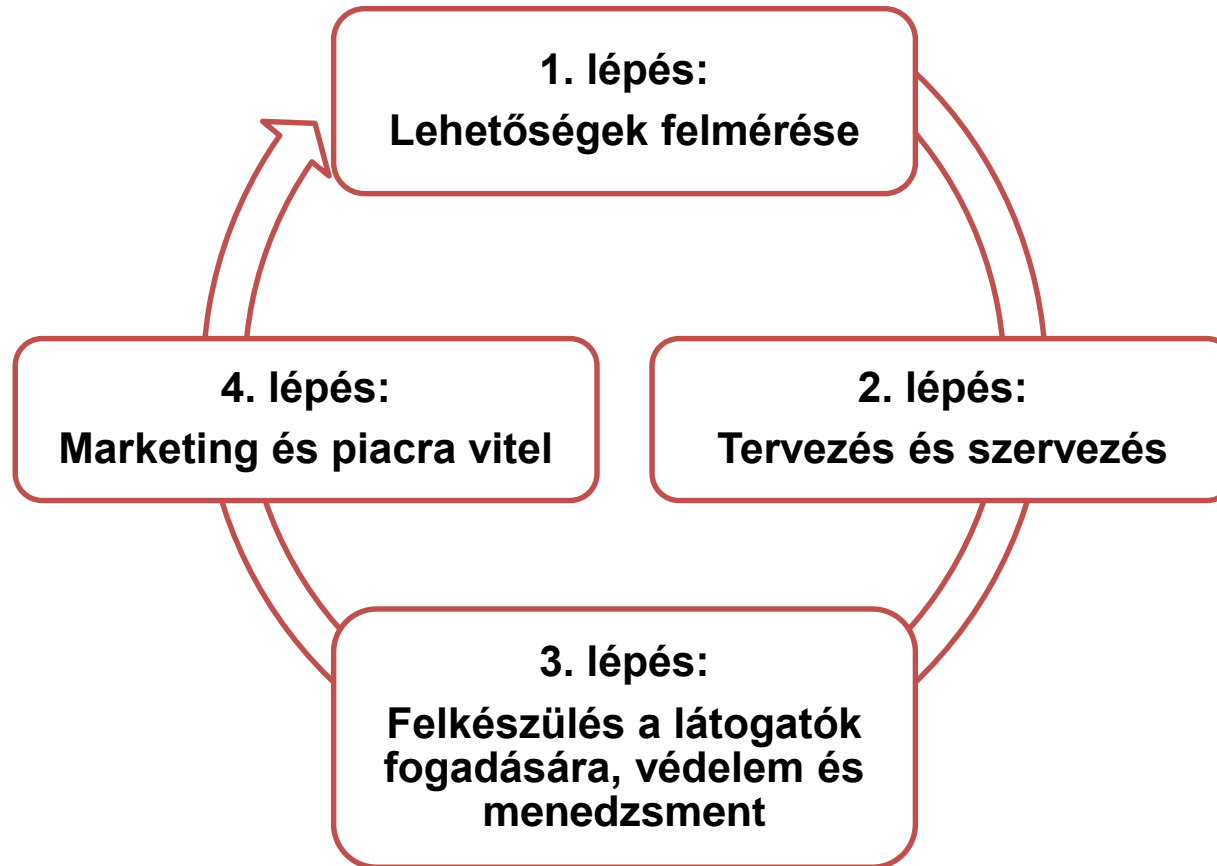 1. lépés:
Lehetőségek felmérése
2. lépés:
Tervezés és szervezés
3. lépés:
Felkészülés a látogatók
fogadására, védelem és
menedzsment
4. lépés:
Marketing és piacra vitel